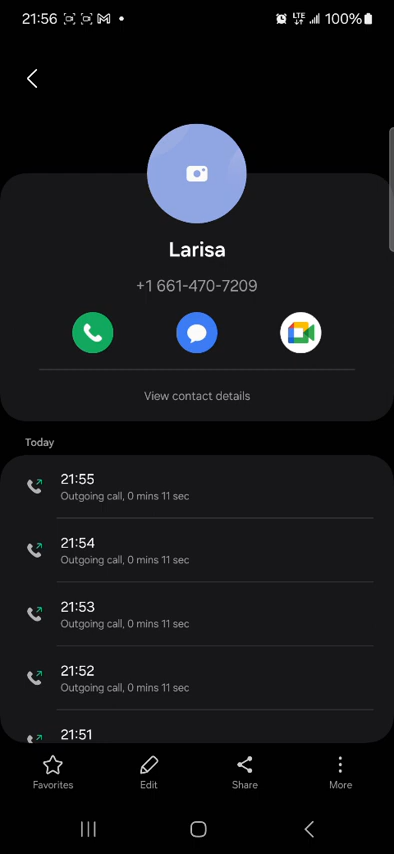 21:56 LTE 100%
Larisa
+1 661-470-7209
View contact details
Today
21:55
Outgoing call, 0 mins 11 sec
21:54
Outgoing call, 0 mins 11 sec
21:53
Outgoing call, 0 mins 11 sec
21:52
Outgoing call, 0 mins 11 sec
21:51
Favorites Edit Share More